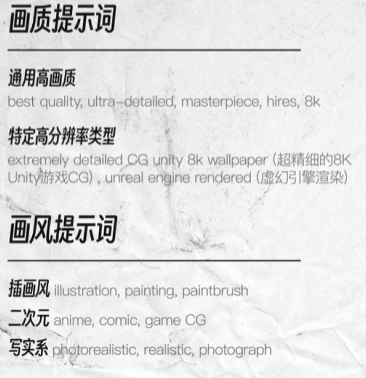 画质提示词
通用高画质
best quality, ultra-detailed, masterpiece, hires, 8k
特定高分辨率类型
extremely detailed CG unity 8k wallpaper (超精细的8K
Unity游戏CG) , unreal engine rendered (虚幻引擎渲染)
画风提示词
插画风 illustration, painting, paintbrush
二次元 anime, comic, game CG
写实系 photorealistic, realistic, photograph